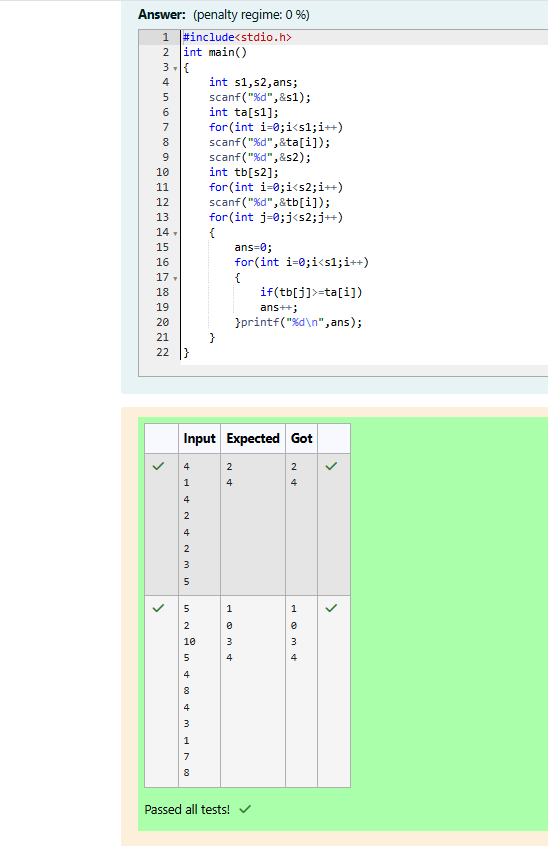 Answer: (penalty regime: 0 %)
1 #include<stdio.h>
2 int main()
3 {
4 int s1,s2,ans;
5 scanf("%d",&s1);
6 int ta[s1];
7 for(int i=0;i<s1;i++)
8 scanf("%d",&ta[i]);
9 scanf("%d",&s2);
10 int tb[s2];
11 for(int i=0;i<s2;i++)
12 scanf("%d",&tb[i]);
13 for(int j=0;j<s2;j++)
14 {
15 ans=0;
16 for(int i=0;i<s1;i++)
17 {
18 if(tb[j]>=ta[i])
19 ans++;
20 }printf("%d\n",ans);
21 }
22 }
Input Expected Got
4 2 2
1 4 4
4
2
4
2
3
5
5 1 1
2 0 0
10 3 3
5 4 4
4
8
4
3
1
7
8
Passed all tests!